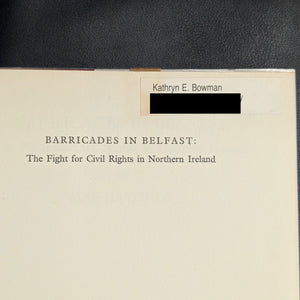 Kathryn E. Bowman
BARRICADES IN BELFAST:
The Fight for Civil Rights in Northern Ireland